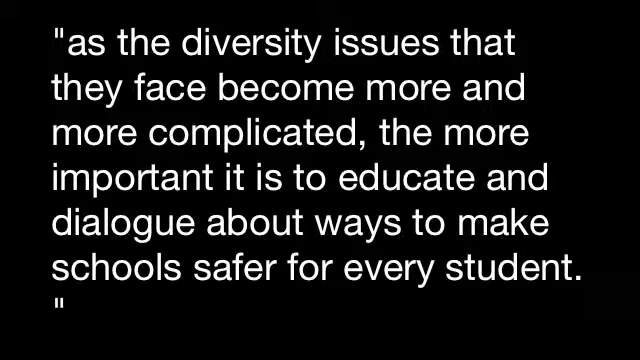 "as the diversity issues that
they face become more and
more complicated, the more
important it is to educate and
dialogue about ways to make
schools safer for every student.
"